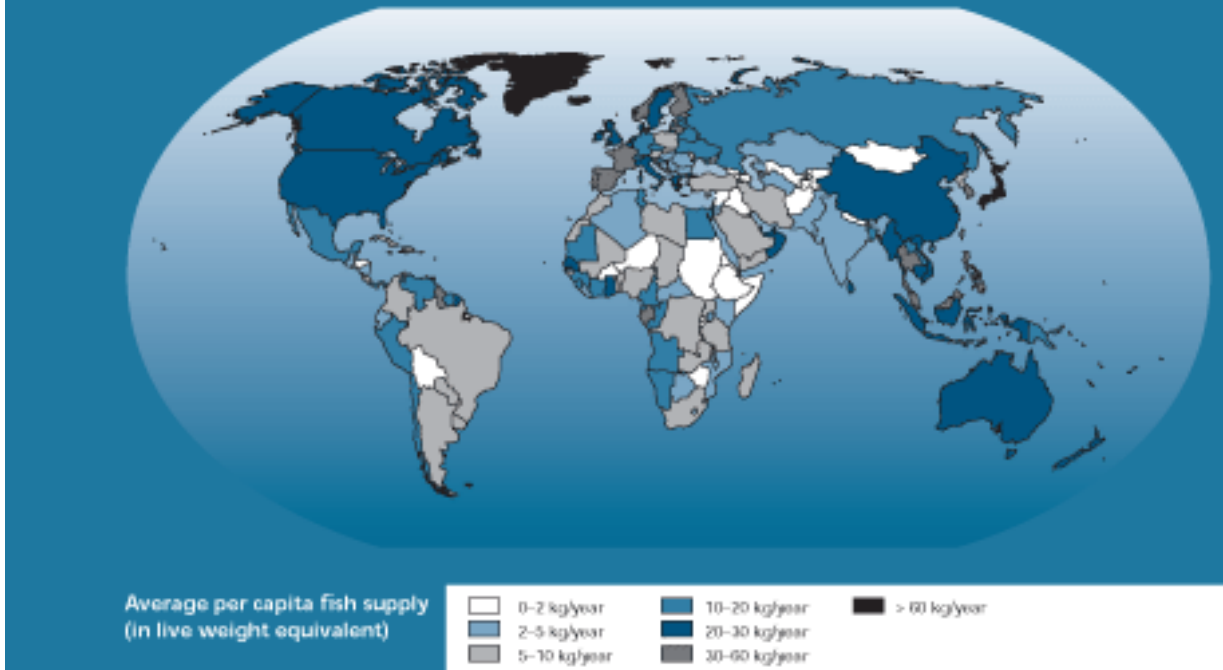 Average per capita fish supply
(in live weight equivalent)
0–2 kg/year
2–5 kg/year
5–10 kg/year
10–20 kg/year
20–30 kg/year
30–60 kg/year
> 60 kg/year